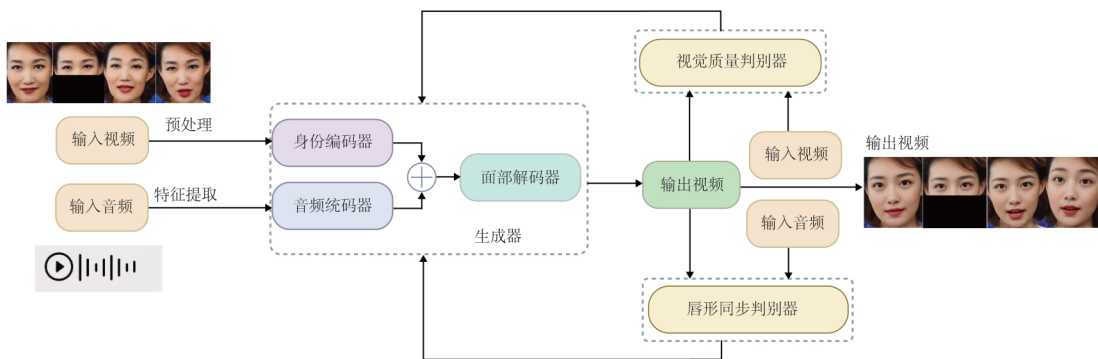 视觉质量判别器
输入视频
预处理
身份编码器
输入视频
输出视频
面部解码器
输出视频
输入音频
特征提取
音频统码器
输入音频
生成器
唇形同步判别器